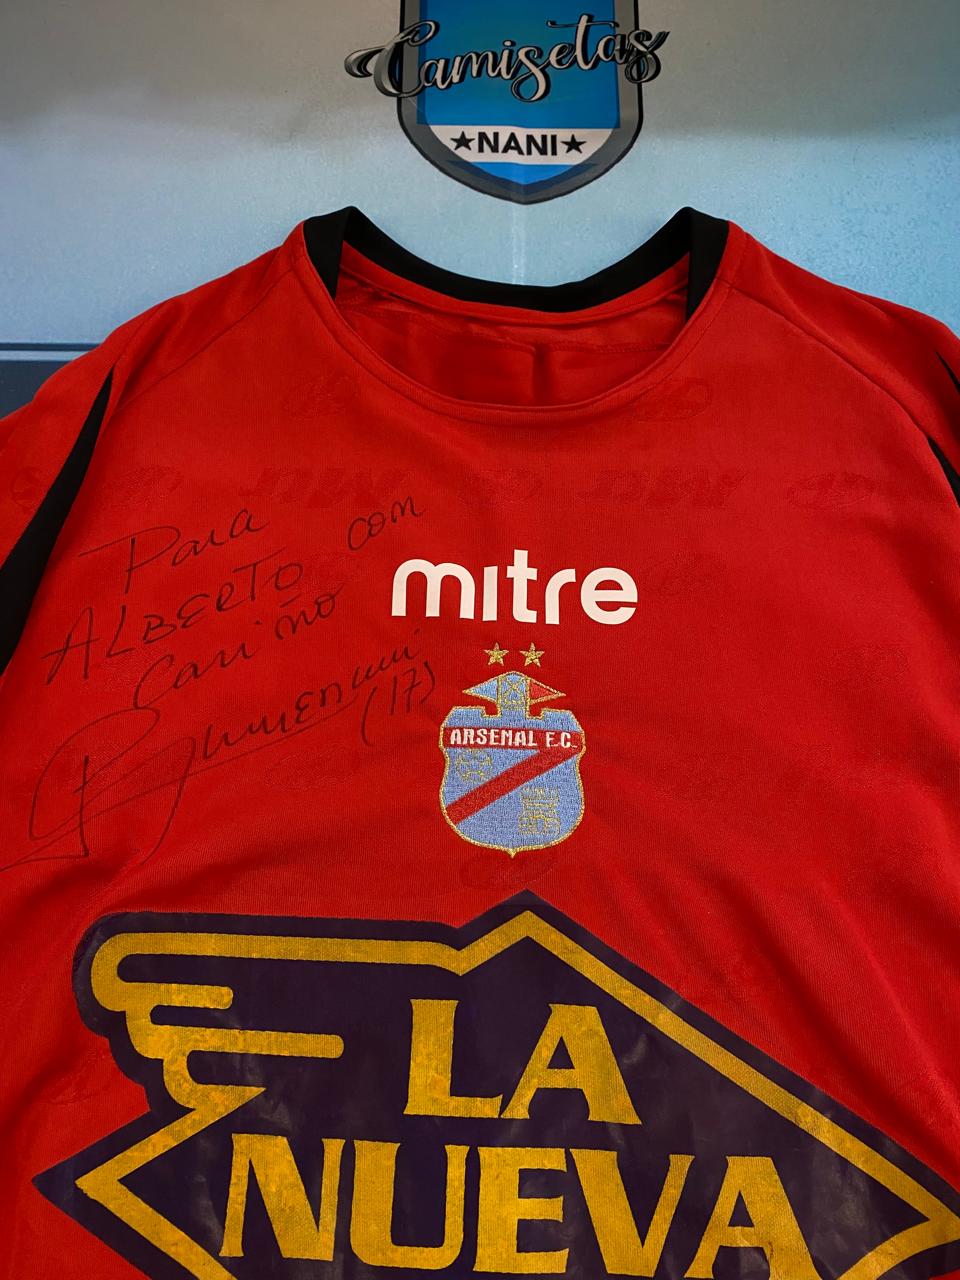 Camisetas
★NANI★
Para
ALBERTO con
Cariño
(17)
mitre
ARSENAL F.C.
LA
NUEVA